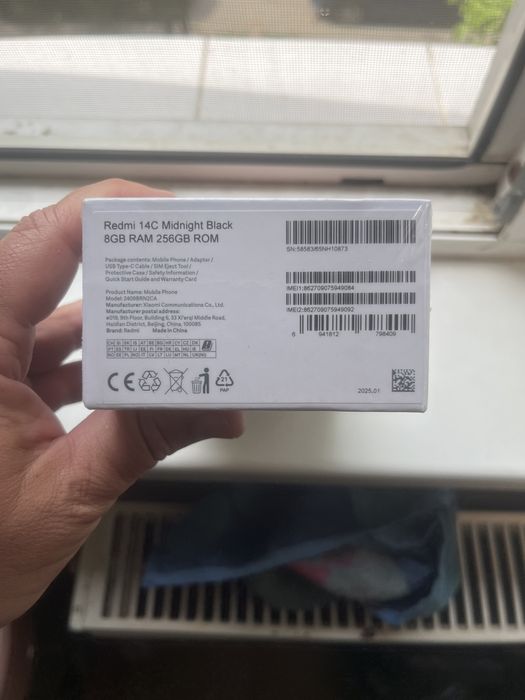 Redmi 14C Midnight Black
8GB RAM 256GB ROM
Package contents: Mobile Phone / Adapter /
USB Type-C Cable / SIM Eject Tool /
Protective Case / Safety Information /
Quick Start Guide and Warranty Card
Product Name: Mobile Phone
Model: 2409BRN2CA
Manufacturer: Xiaomi Communications Co., Ltd.
Manufacturer postal address:
#019, 9th Floor, Building 6, 33 Xi'erqi Middle Road,
Haidian District, Beijing, China, 100085
Brand: Redmi Made in China
SN: 58583/65NH10873
IMEI1:862709075949084
IMEI2:862709075949092
6 941812 798409
CE
21
PAP
2025.01